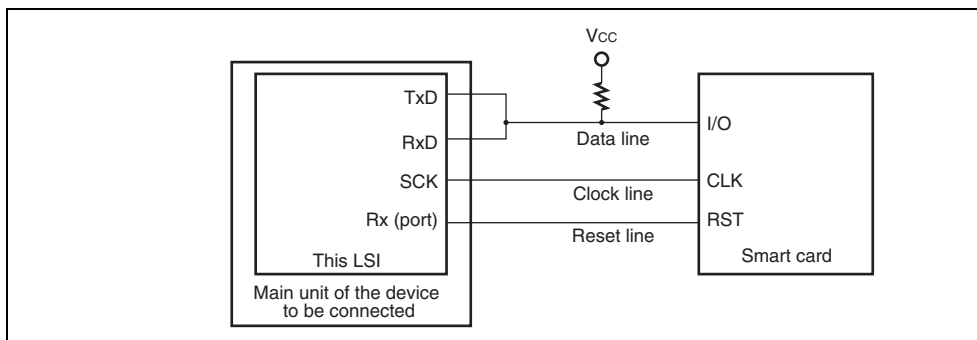 Vcc
TxD
RxD
SCK
Rx (port)
This LSI
Main unit of the device
to be connected
Data line
Clock line
Reset line
I/O
CLK
RST
Smart card